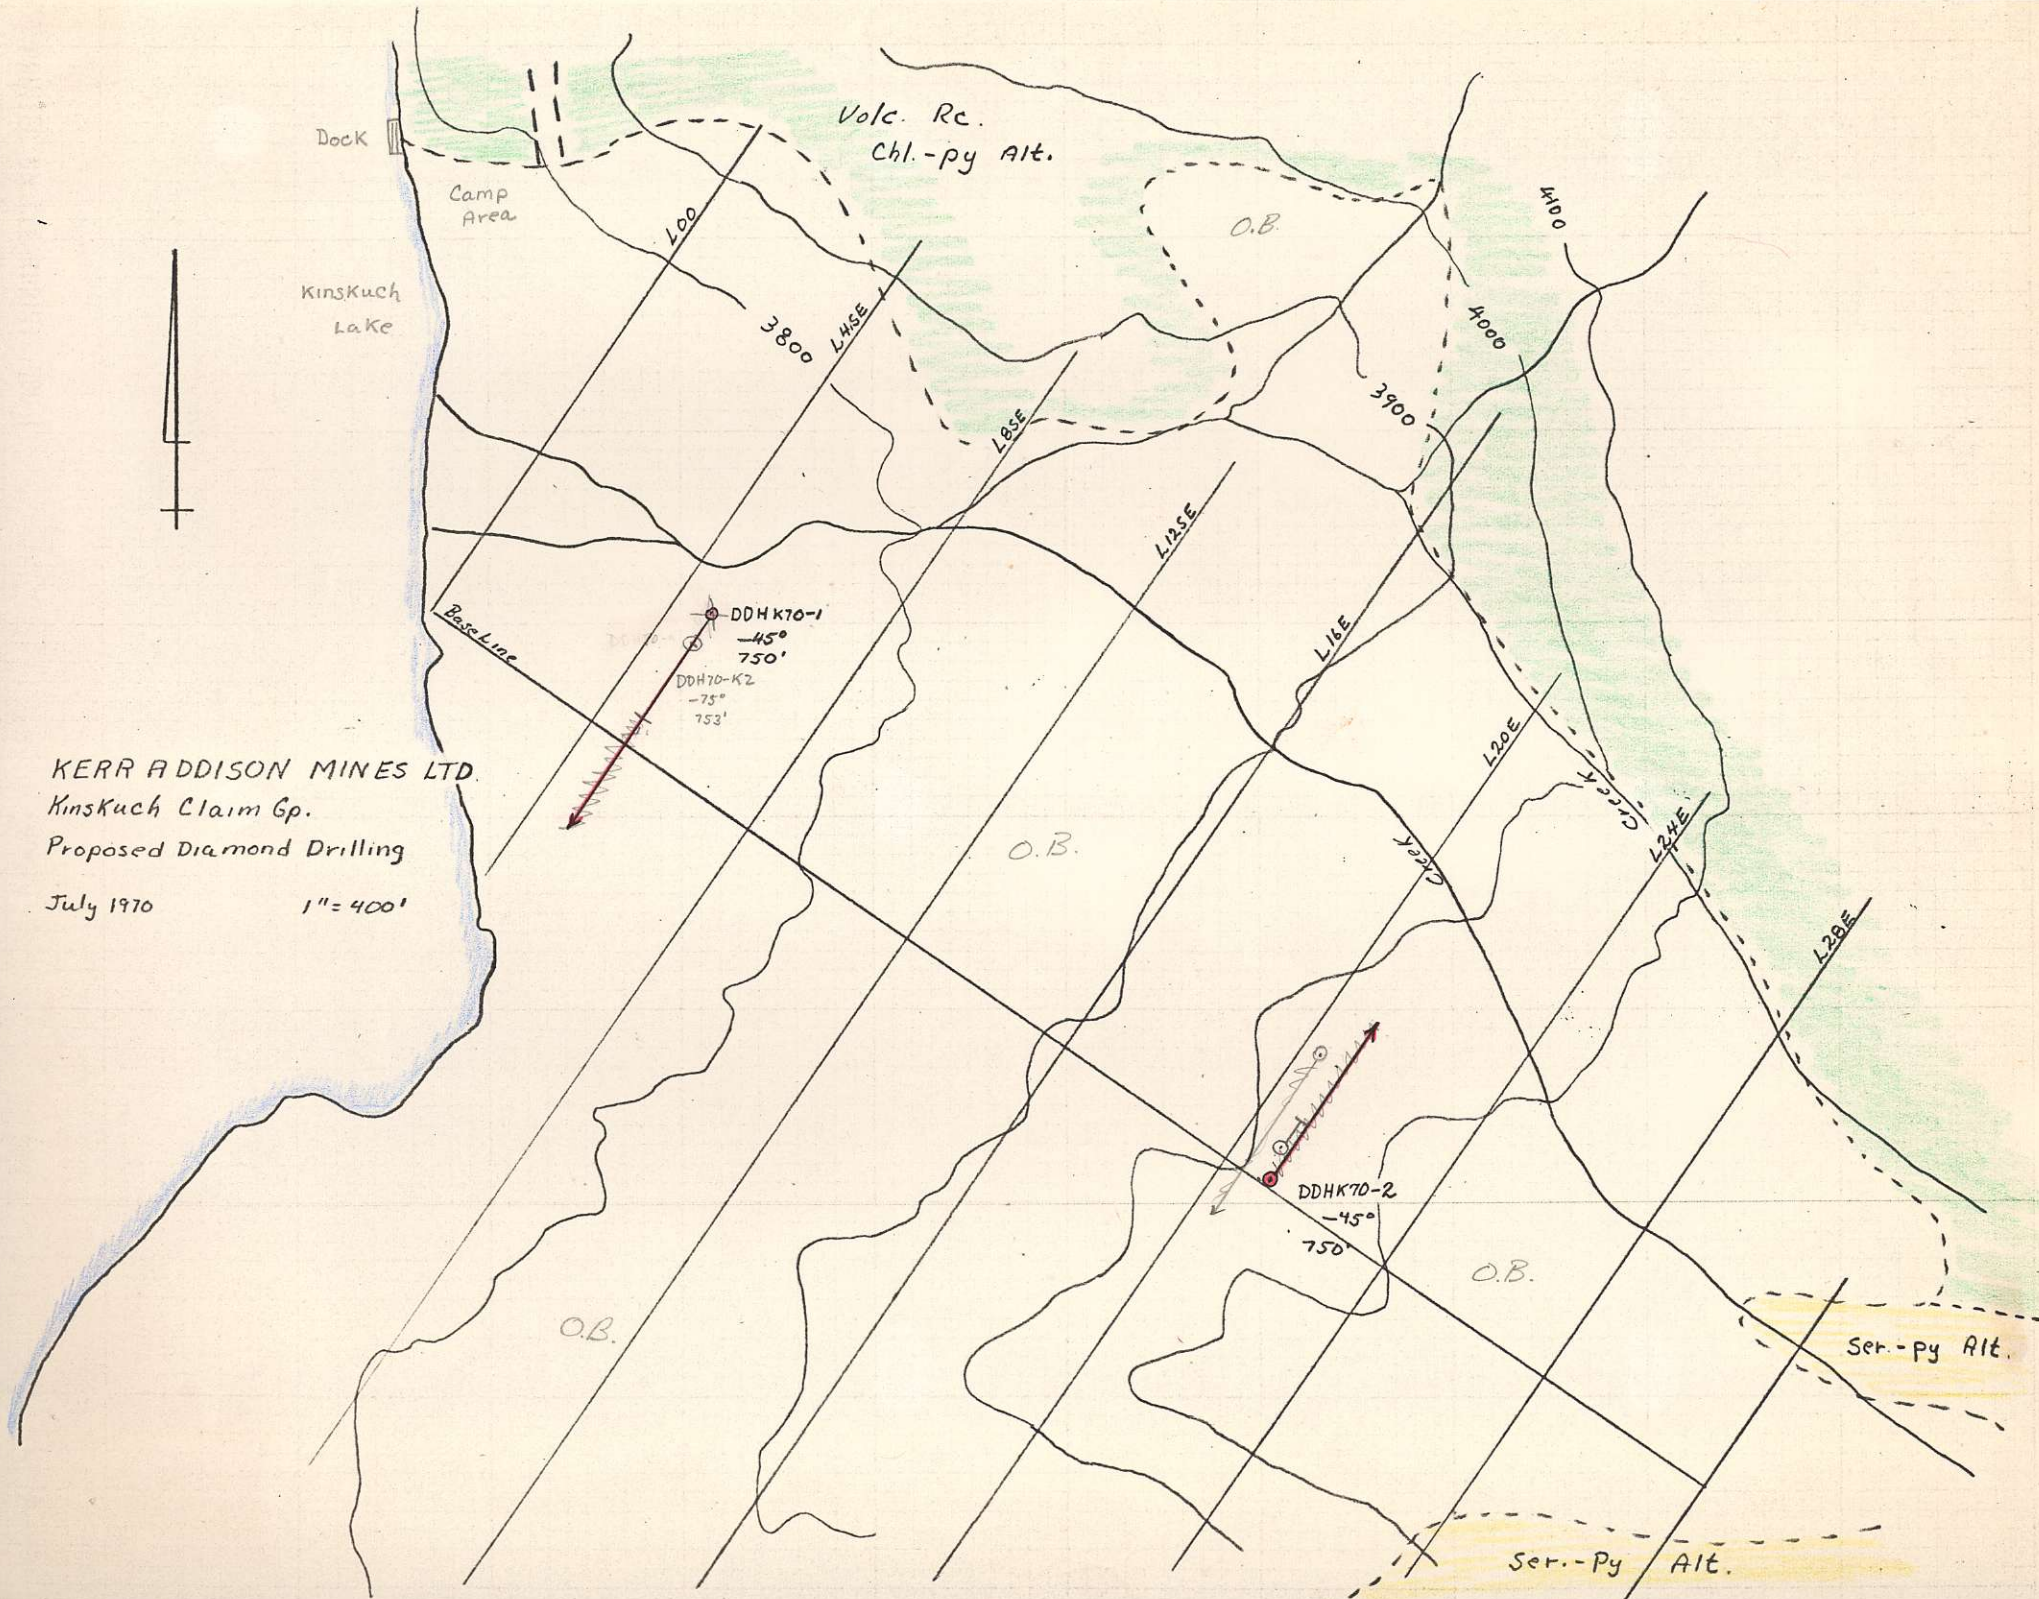 Volc. Rc.
Chl.-py Alt.
Dock
Camp
Area
O.B.
4100
L00
Kinskuch
Lake
3800
L4SE
4000
3900
L8SE
L12SE
Base Line
DDHK70-1
-45°
750'
DDH70-K2
-75°
753'
L16E
L20E
KERR ADDISON MINES LTD.
Kinskuch Claim Gp.
Proposed Diamond Drilling
July 1970 1"=400'
Creek
L24E
O.B.
Creek
L28E
DDHK70-2
-45°
750'
O.B.
O.B.
Ser.-py Alt.
Ser.-Py Alt.